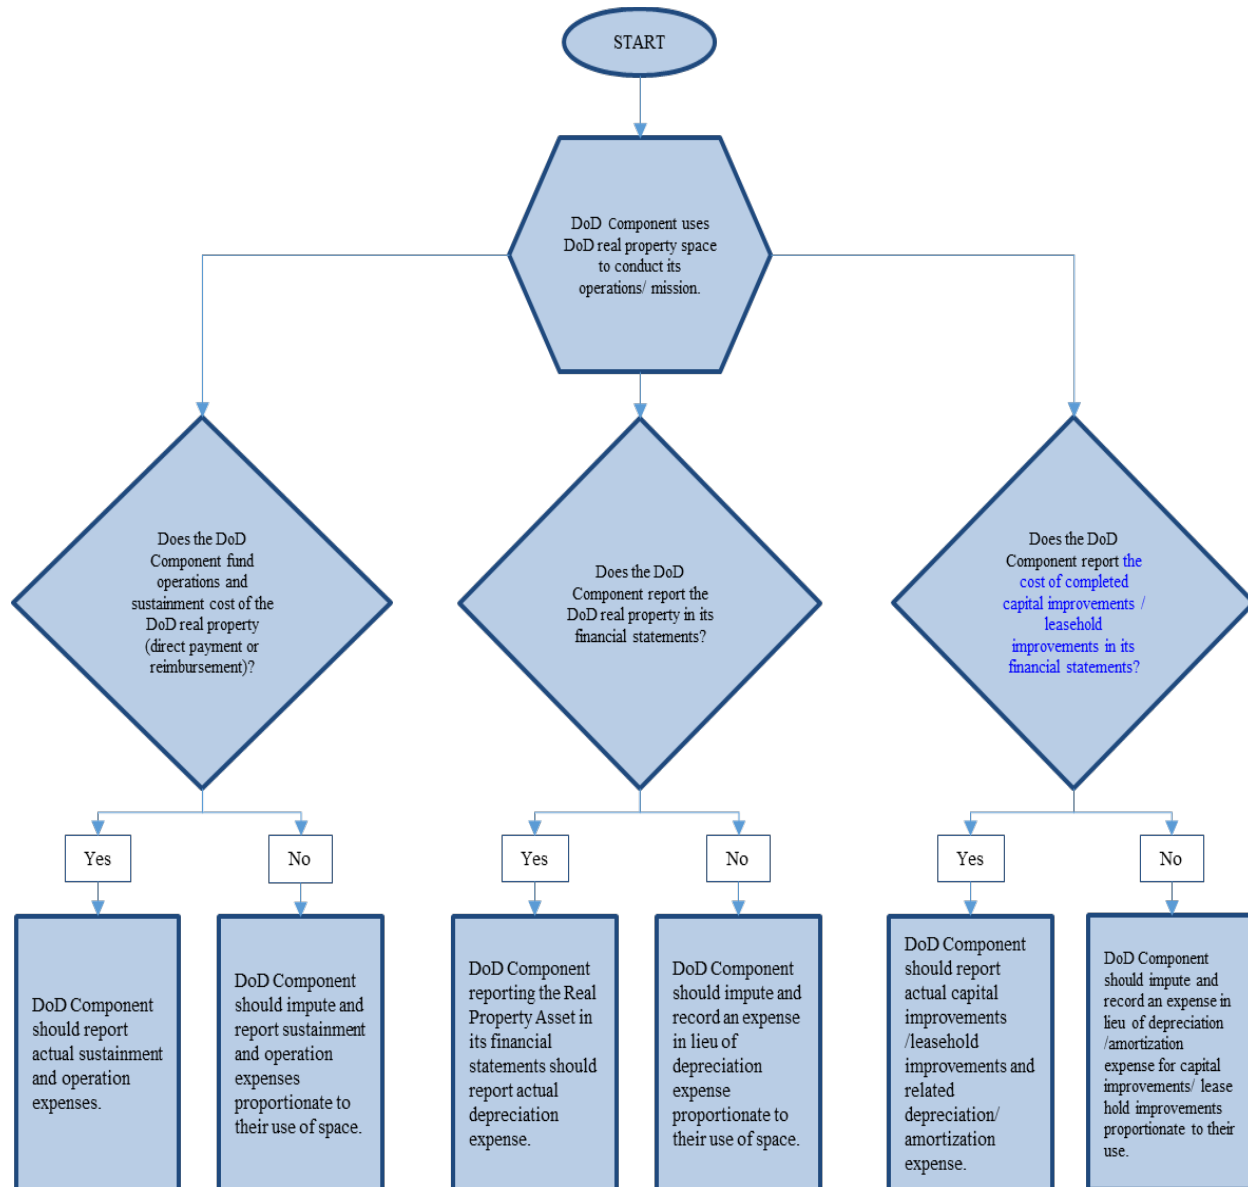 START
DoD Component uses
DoD real property space
to conduct its
operations/ mission.
Does the DoD
Component fund
operations and
sustainment cost of the
DoD real property
(direct payment or
reimbursement)?
Does the DoD
Component report the
DoD real property in its
financial statements?
Does the DoD
Component report the
cost of completed
capital improvements /
leasehold
improvements in its
financial statements?
Yes
No
Yes
No
Yes
No
DoD Component
should report
actual sustainment
and operation
expenses.
DoD Component
should impute and
report sustainment
and operation
expenses
proportionate to
their use of space.
DoD Component
reporting the Real
Property Asset in
its financial
statements should
report actual
depreciation
expense.
DoD Component
should impute and
record an expense
in lieu of
depreciation
expense
proportionate to
their use of space.
DoD Component
should report
actual capital
improvements
/leasehold
improvements and
related
depreciation/
amortization
expense.
DoD Component
should impute and
record an expense in
lieu of depreciation
/amortization
expense for capital
improvements/ lease
hold improvements
proportionate to their
use.